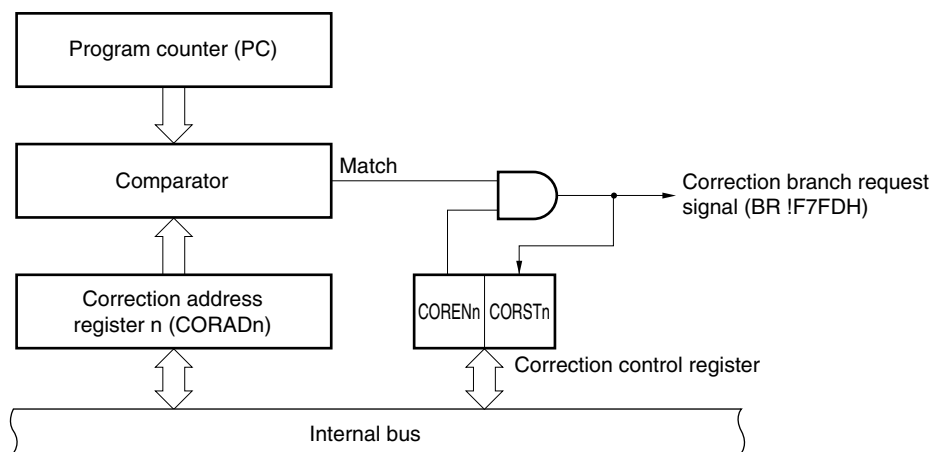 Program counter (PC)
Comparator
Match
Correction branch request
signal (BR !F7FDH)
Correction address
register n (CORADn)
CORENn
CORSTn
Correction control register
Internal bus